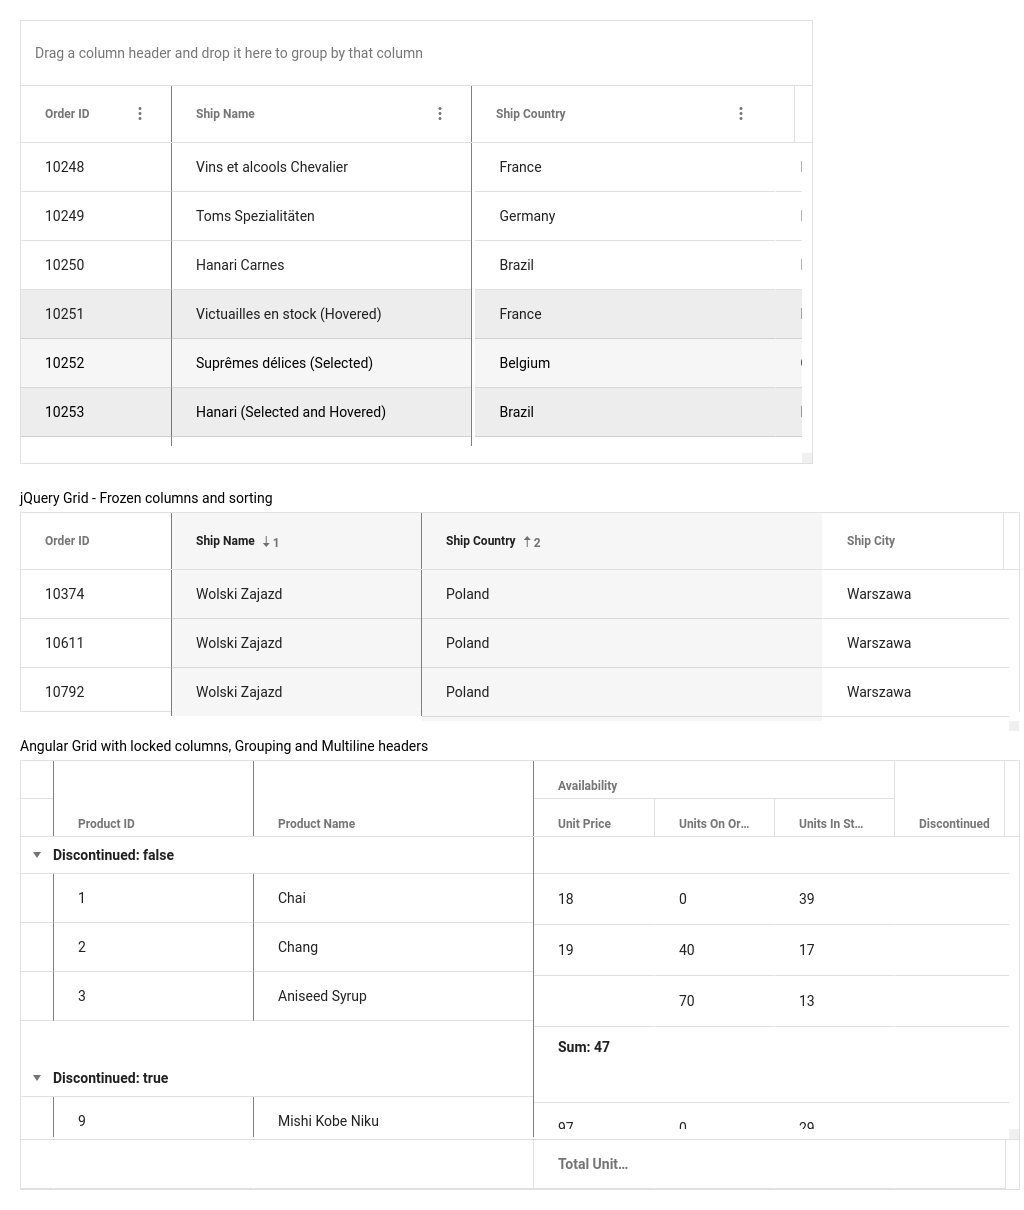 Drag a column header and drop it here to group by that column
Order ID Ship Name Ship Country
10248 Vins et alcools Chevalier France
10249 Toms Spezialitäten Germany
10250 Hanari Carnes Brazil
10251 Victuailles en stock (Hovered) France
10252 Suprêmes délices (Selected) Belgium
10253 Hanari (Selected and Hovered) Brazil
jQuery Grid - Frozen columns and sorting
Order ID Ship Name ↓ 1 Ship Country ↑ 2 Ship City
10374 Wolski Zajazd Poland Warszawa
10611 Wolski Zajazd Poland Warszawa
10792 Wolski Zajazd Poland Warszawa
Angular Grid with locked columns, Grouping and Multiline headers
Availability
Product ID Product Name Unit Price Units On Or... Units In St... Discontinued
Discontinued: false
1 Chai 18 0 39
2 Chang 19 40 17
3 Aniseed Syrup 70 13
Sum: 47
Discontinued: true
9 Mishi Kobe Niku 97 0 29
Total Unit...